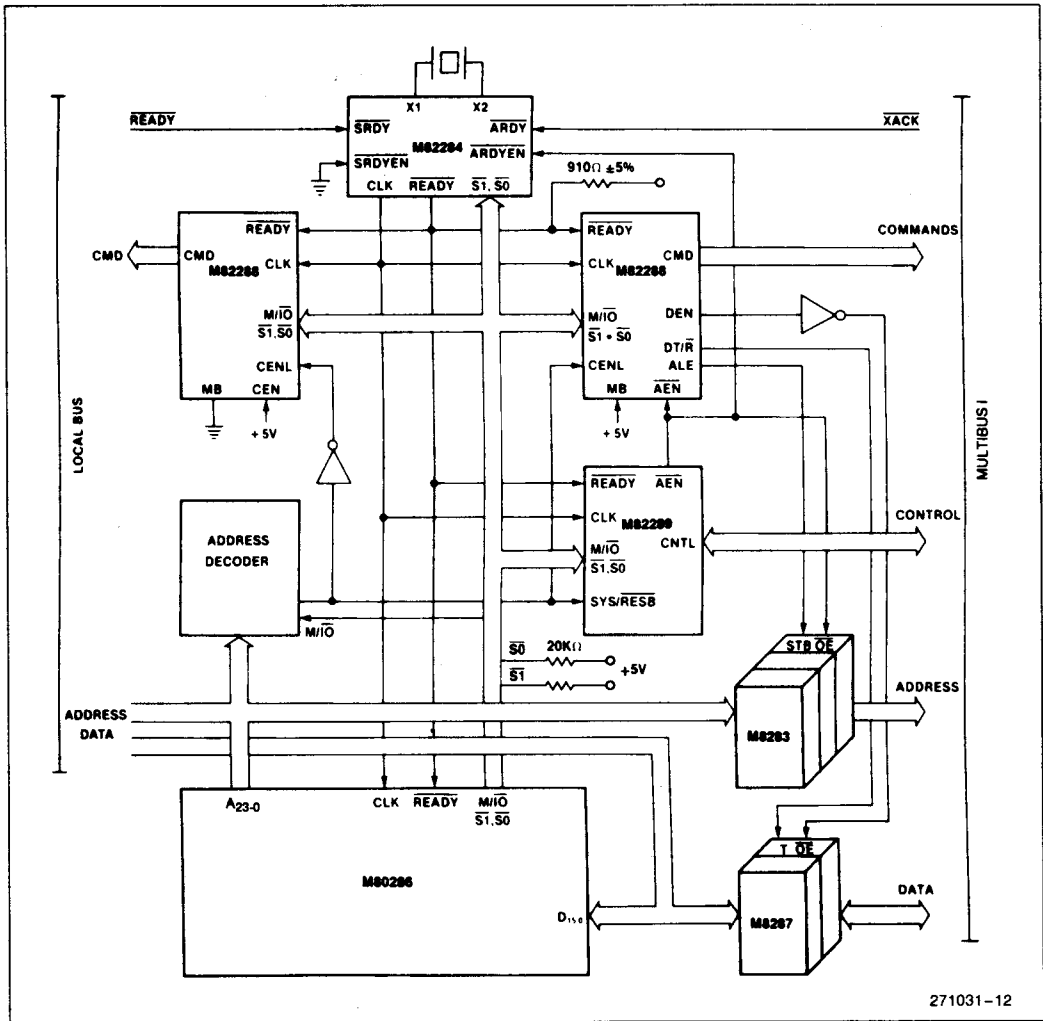 X1 X2
READY
SRDY
ARDY
XACK
M82284
SRDYEN
ARDYEN
910Ω ±5%
CLK READY S1, S0
READY
READY
COMMANDS
CMD
CMD
M82288
CLK
CLK
M82288
CMD
M/IO
S1, S0
M/IO
S1 • S0
DEN
DT/R
CENL
CENL
ALE
MB CEN
MB
AEN
+5V
+5V
LOCAL BUS
MULTIBUS I
READY AEN
CLK
M82289
CONTROL
ADDRESS
DECODER
M/IO
S1, S0
CNTL
SYS/RESB
M/IO
S0 20KΩ
+5V
S1
STB OE
ADDRESS
ADDRESS
DATA
M8283
A23-0
CLK READY M/IO
S1, S0
T OE
M80286
DATA
D15 0
M8287
271031–12